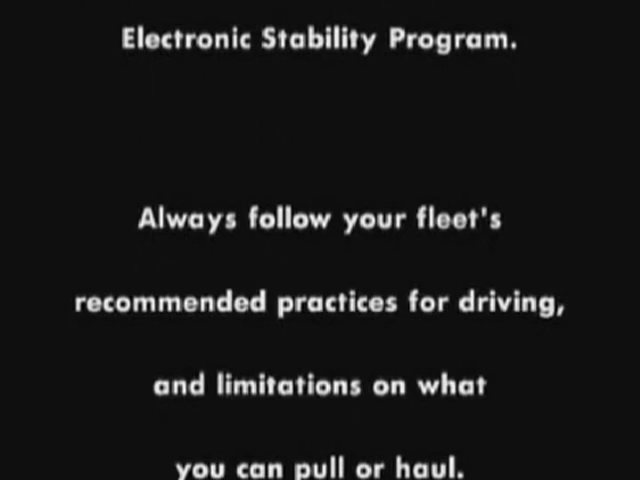 Electronic Stability Program.
Always follow your fleet's
recommended practices for driving,
and limitations on what
you can pull or haul.